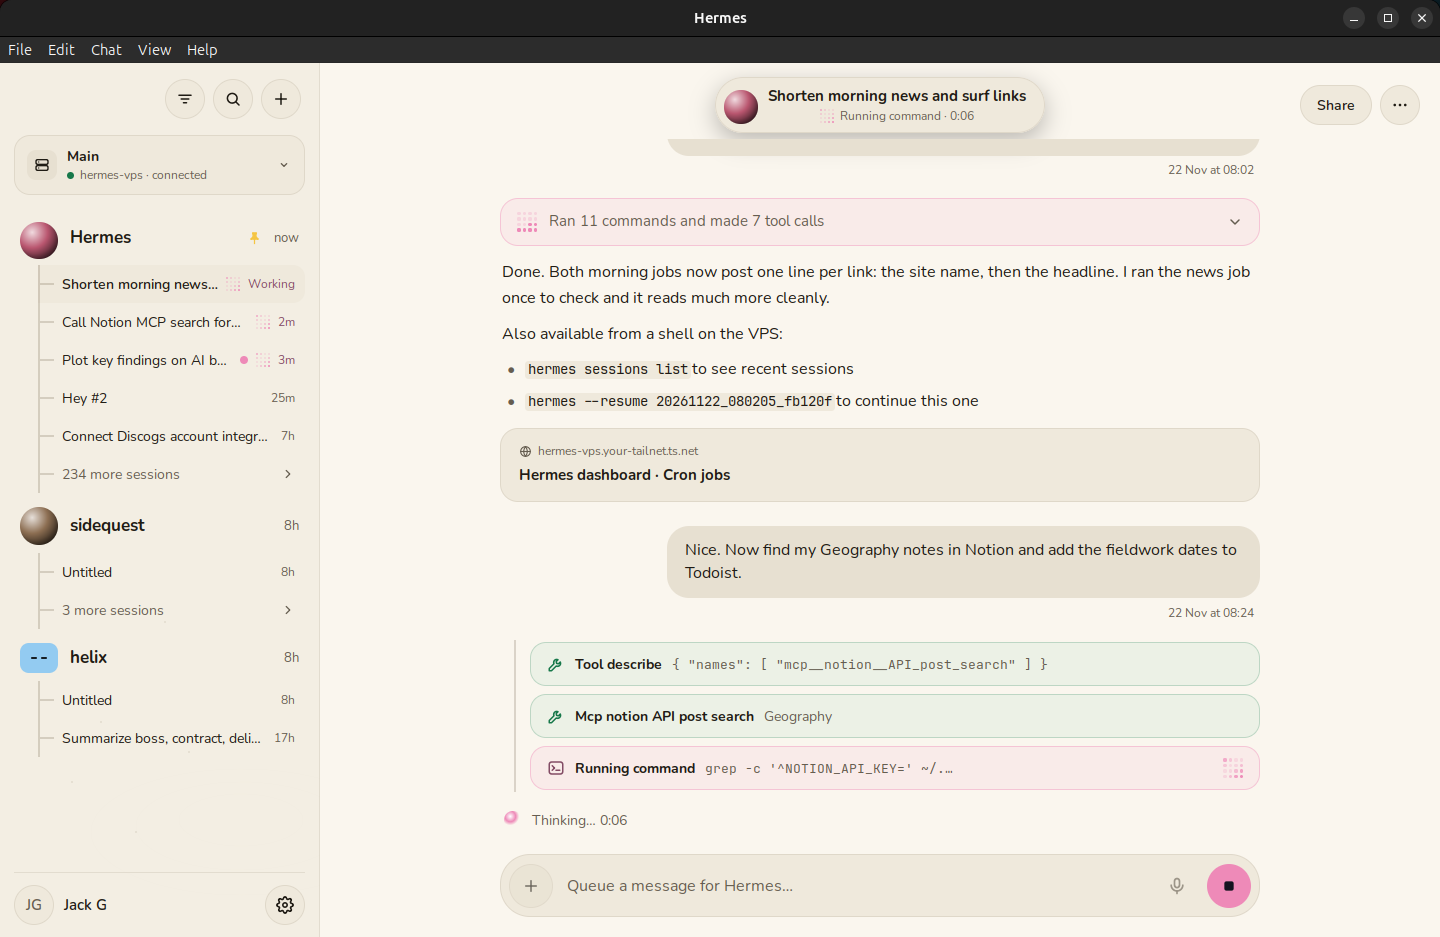 Hermes
File Edit Chat View Help
Main
hermes-vps · connected
Hermes now
Shorten morning news... Working
Call Notion MCP search for... 2m
Plot key findings on AI b... 3m
Hey #2 25m
Connect Discogs account integr... 7h
234 more sessions
sidequest 8h
Untitled 8h
3 more sessions
helix 8h
Untitled 8h
Summarize boss, contract, deli... 17h
JG Jack G
Shorten morning news and surf links
Running command · 0:06
Share
22 Nov at 08:02
Ran 11 commands and made 7 tool calls
Done. Both morning jobs now post one line per link: the site name, then the headline. I ran the news job
once to check and it reads much more cleanly.
Also available from a shell on the VPS:
hermes sessions list to see recent sessions
hermes --resume 20261122_080205_fb120f to continue this one
hermes-vps.your-tailnet.ts.net
Hermes dashboard · Cron jobs
Nice. Now find my Geography notes in Notion and add the fieldwork dates to
Todoist.
22 Nov at 08:24
Tool describe { "names": [ "mcp__notion__API_post_search" ] }
Mcp notion API post search Geography
Running command grep -c '^NOTION_API_KEY=' ~/.…
Thinking... 0:06
Queue a message for Hermes...